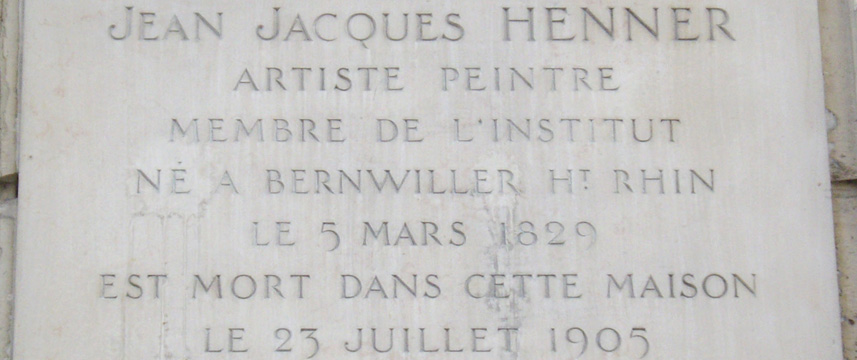 JEAN JACQUES HENNER
ARTISTE PEINTRE
MEMBRE DE L'INSTITUT
NÉ A BERNWILLER HT RHIN
LE 5 MARS 1829
EST MORT DANS CETTE MAISON
LE 23 JUILLET 1905